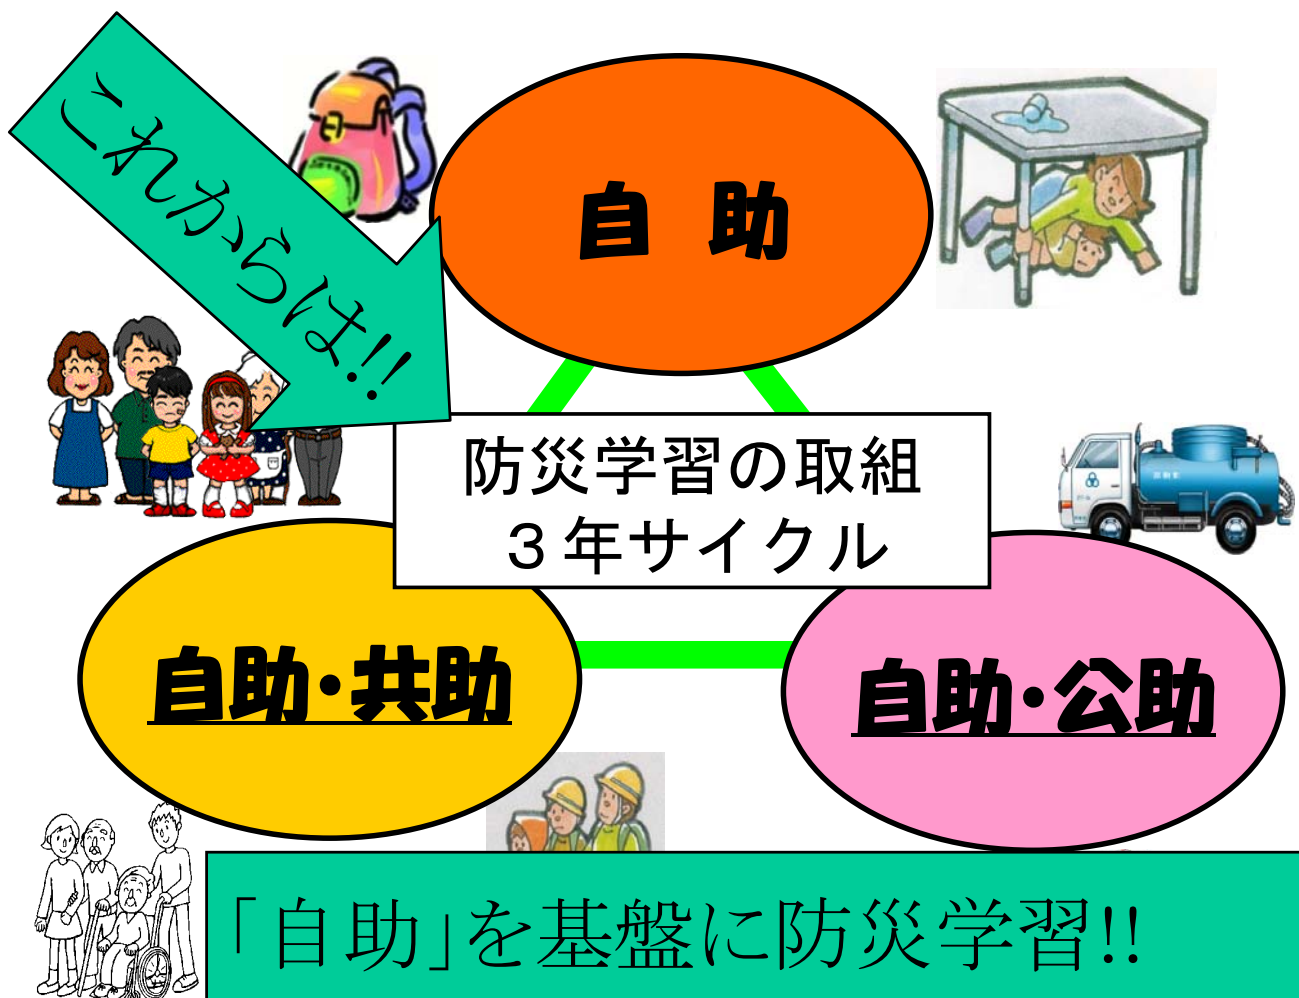 これからは!!
自 助
防災学習の取組
３年サイクル
自助・共助
自助・公助
「自助」を基盤に防災学習!!